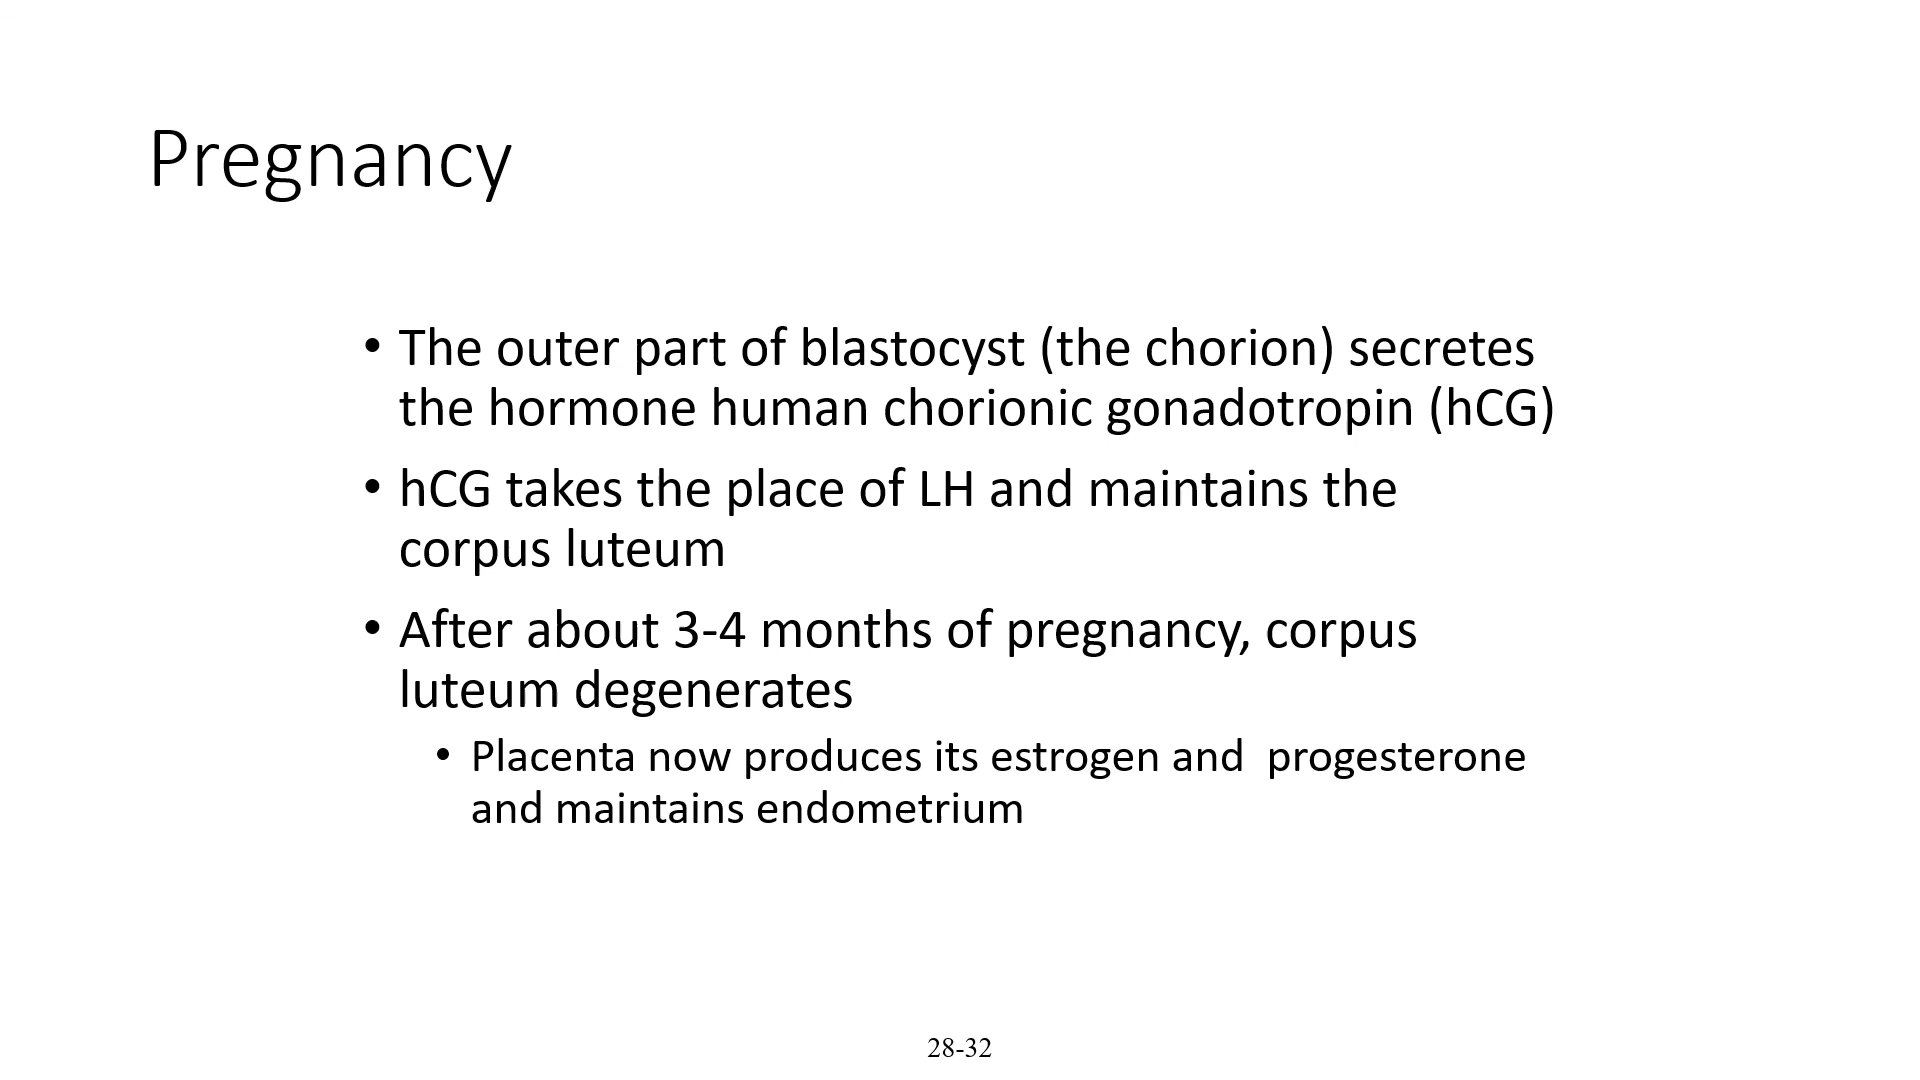 Pregnancy
• The outer part of blastocyst (the chorion) secretes
the hormone human chorionic gonadotropin (hCG)
• hCG takes the place of LH and maintains the
corpus luteum
• After about 3-4 months of pregnancy, corpus
luteum degenerates
• Placenta now produces its estrogen and  progesterone
and maintains endometrium
28-32